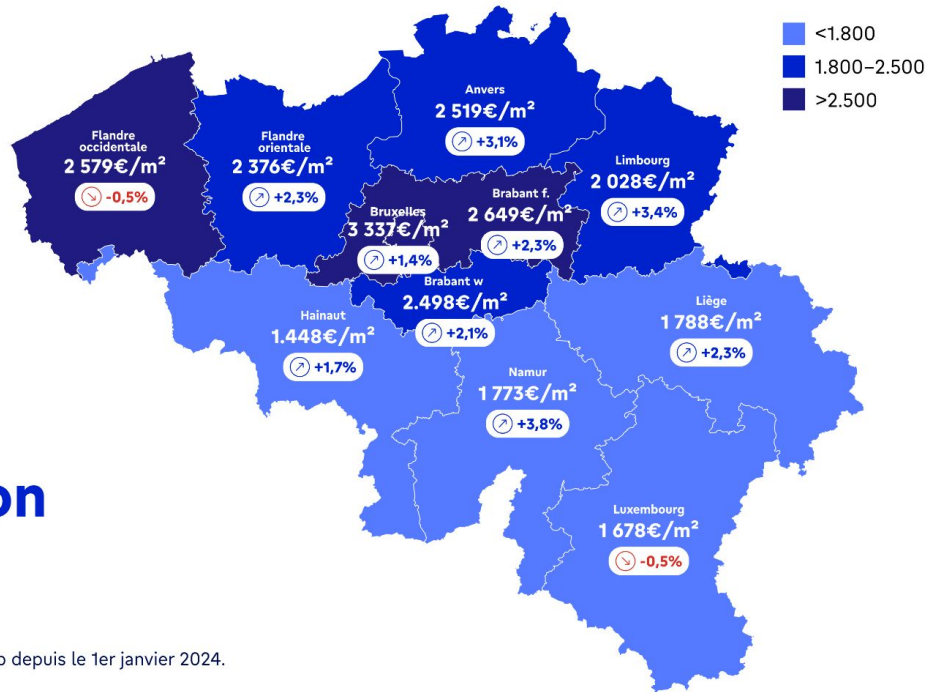 <1.800
1.800–2.500
>2.500
Anvers
2 519€/m²
+3,1%
Flandre
occidentale
2 579€/m²
-0,5%
Flandre
orientale
2 376€/m²
+2,3%
Limbourg
2 028€/m²
+3,4%
Brabant f.
2 649€/m²
+2,3%
Bruxelles
3 337€/m²
+1,4%
Brabant w
2.498€/m²
+2,1%
Hainaut
1.448€/m²
+1,7%
Liège
1 788€/m²
+2,3%
Namur
1 773€/m²
+3,8%
on
Luxembourg
1 678€/m²
-0,5%
depuis le 1er janvier 2024.